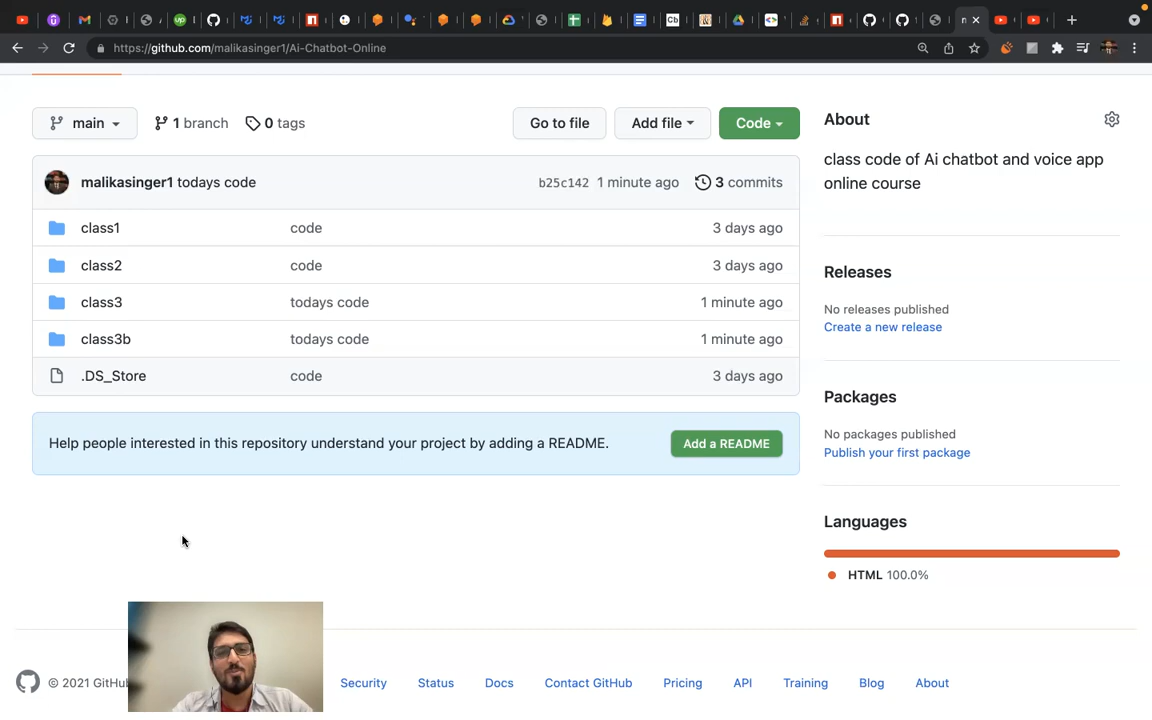 https://github.com/malikasinger1/Ai-Chatbot-Online
main
1 branch
0 tags
Go to file
Add file
Code
malikasinger1 todays code
b25c142 1 minute ago
3 commits
class1 code 3 days ago
class2 code 3 days ago
class3 todays code 1 minute ago
class3b todays code 1 minute ago
.DS_Store code 3 days ago
Help people interested in this repository understand your project by adding a README.
Add a README
About
class code of Ai chatbot and voice app
online course
Releases
No releases published
Create a new release
Packages
No packages published
Publish your first package
Languages
HTML 100.0%
© 2021 GitHub
Security
Status
Docs
Contact GitHub
Pricing
API
Training
Blog
About